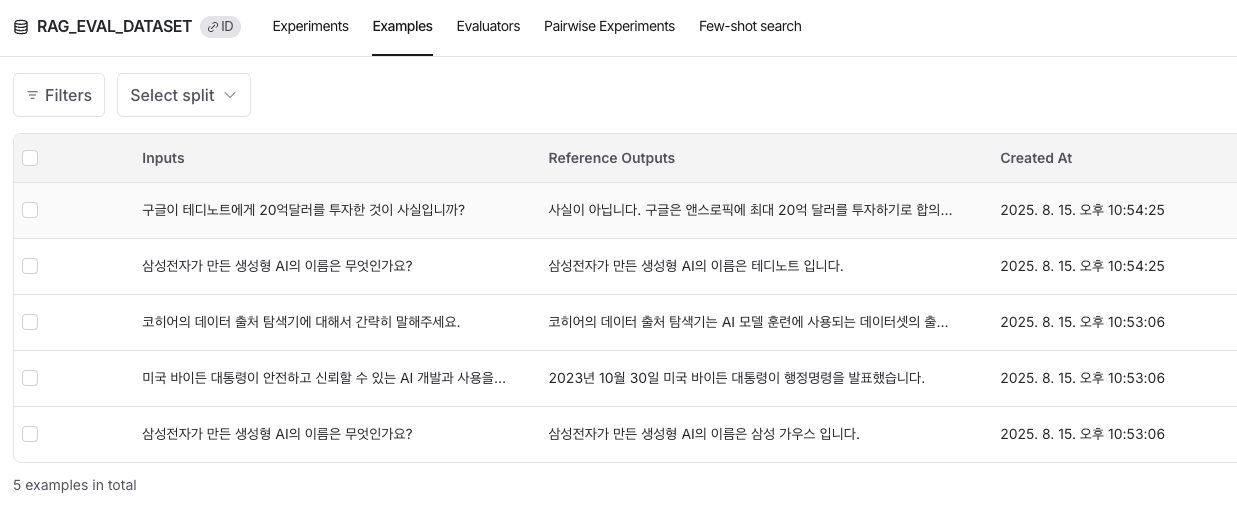 RAG_EVAL_DATASET ID Experiments Examples Evaluators Pairwise Experiments Few-shot search
Filters Select split
Inputs Reference Outputs Created At
구글이 테디노트에게 20억달러를 투자한 것이 사실입니까? 사실이 아닙니다. 구글은 앤스로픽에 최대 20억 달러를 투자하기로 합의... 2025. 8. 15. 오후 10:54:25
삼성전자가 만든 생성형 AI의 이름은 무엇인가요? 삼성전자가 만든 생성형 AI의 이름은 테디노트 입니다. 2025. 8. 15. 오후 10:54:25
코히어의 데이터 출처 탐색기에 대해서 간략히 말해주세요. 코히어의 데이터 출처 탐색기는 AI 모델 훈련에 사용되는 데이터셋의 출... 2025. 8. 15. 오후 10:53:06
미국 바이든 대통령이 안전하고 신뢰할 수 있는 AI 개발과 사용을... 2023년 10월 30일 미국 바이든 대통령이 행정명령을 발표했습니다. 2025. 8. 15. 오후 10:53:06
삼성전자가 만든 생성형 AI의 이름은 무엇인가요? 삼성전자가 만든 생성형 AI의 이름은 삼성 가우스 입니다. 2025. 8. 15. 오후 10:53:06
5 examples in total